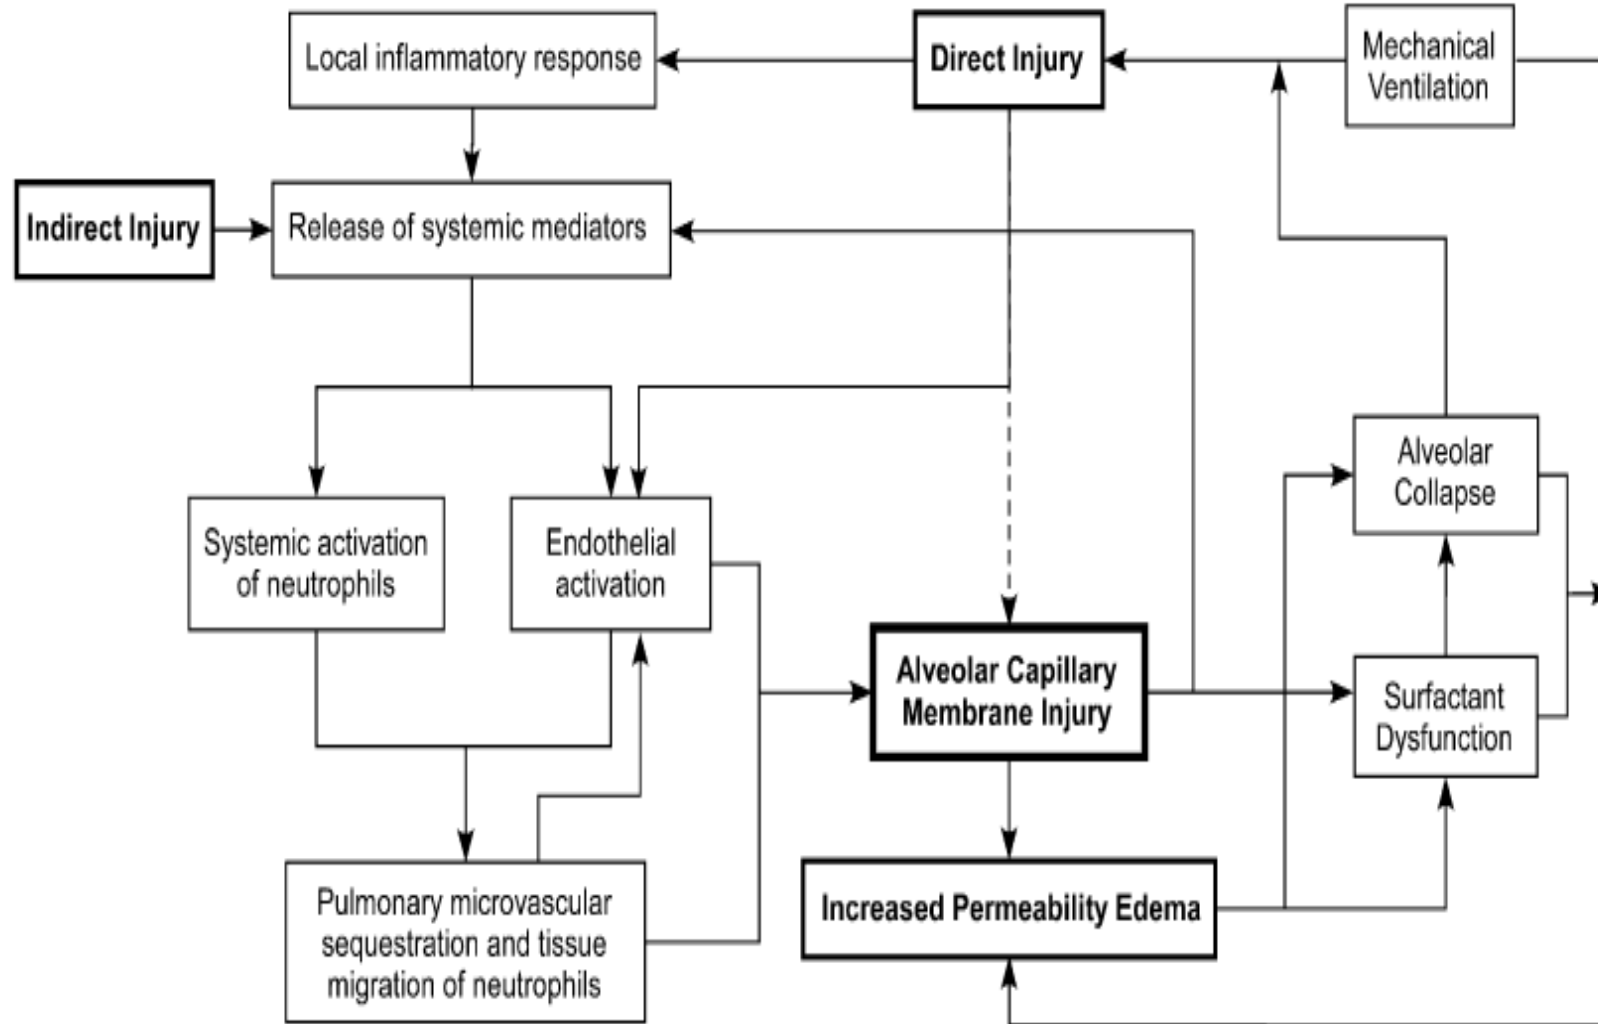 Local inflammatory response
Direct Injury
Mechanical
Ventilation
Indirect Injury
Release of systemic mediators
Systemic activation
of neutrophils
Endothelial
activation
Alveolar
Collapse
Alveolar Capillary
Membrane Injury
Surfactant
Dysfunction
Pulmonary microvascular
sequestration and tissue
migration of neutrophils
Increased Permeability Edema